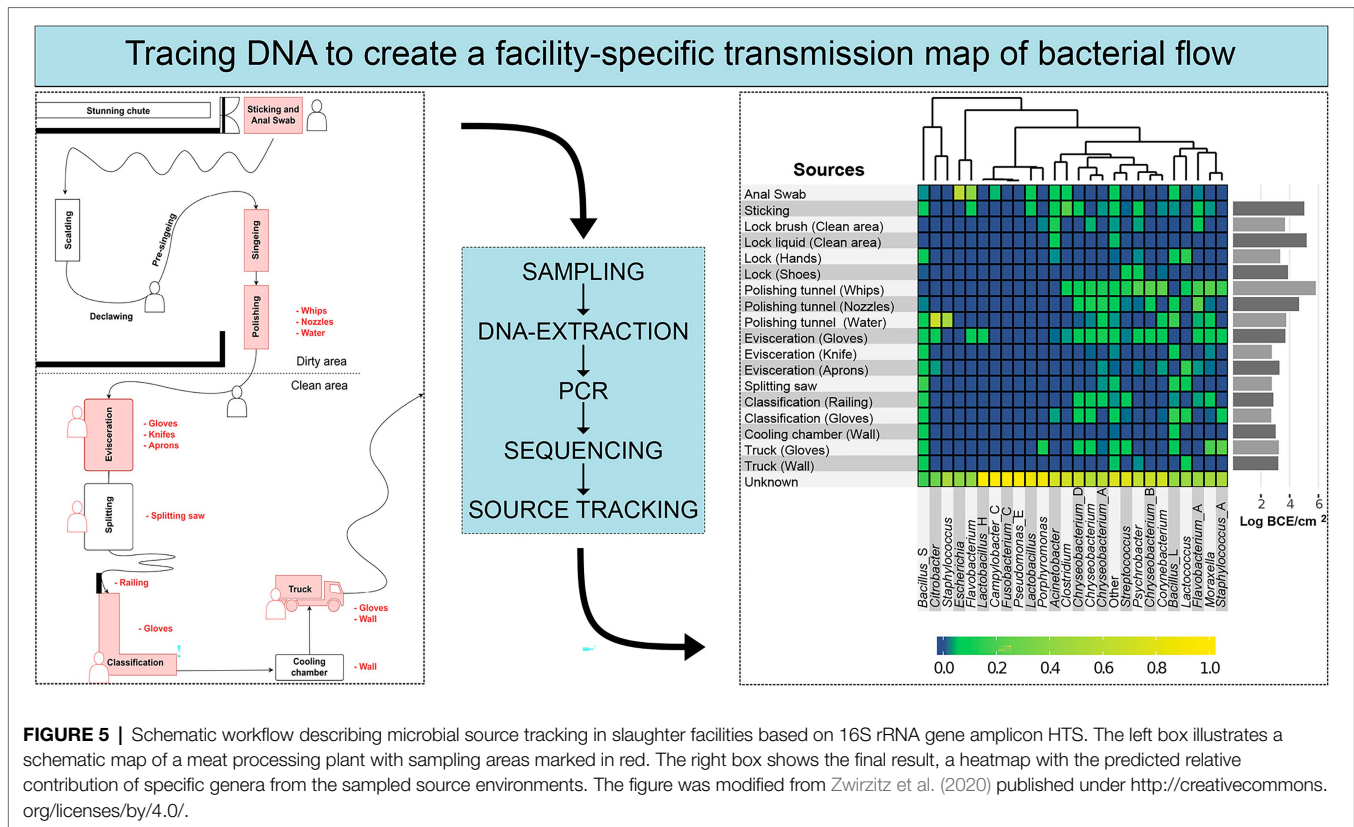 Tracing DNA to create a facility-specific transmission map of bacterial flow
Stunning chute
Sticking and
Anal Swab
Scalding
Pre-singeing
Declawing
Singeing
Polishing
- Whips
- Nozzles
- Water
Dirty area
Clean area
Evisceration
- Gloves
- Knifes
- Aprons
Splitting
- Splitting saw
- Railing
- Gloves
Classification
Truck
- Gloves
- Wall
Cooling
chamber
- Wall
SAMPLING
DNA-EXTRACTION
PCR
SEQUENCING
SOURCE TRACKING
Sources
Anal Swab
Sticking
Lock brush (Clean area)
Lock liquid (Clean area)
Lock (Hands)
Lock (Shoes)
Polishing tunnel (Whips)
Polishing tunnel (Nozzles)
Polishing tunnel (Water)
Evisceration (Gloves)
Evisceration (Knife)
Evisceration (Aprons)
Splitting saw
Classification (Railing)
Classification (Gloves)
Cooling chamber (Wall)
Truck (Gloves)
Truck (Wall)
Unknown
2 4 6
Log BCE/cm 2
Bacillus_S
Citrobacter
Staphylococcus
Escherichia
Flavobacterium
Lactobacillus_H
Campylobacter_C
Fusobacterium_C
Pseudomonas_E
Lactobacillus
Porphyromonas
Acinetobacter
Clostridium
Chryseobacterium_D
Chryseobacterium
Chryseobacterium_A
Other
Streptococcus
Psychrobacter
Chryseobacterium_B
Corynebacterium
Bacillus_L
Lactococcus
Flavobacterium_A
Moraxella
Staphylococcus_A
0.0 0.2 0.4 0.6 0.8 1.0
FIGURE 5 | Schematic workflow describing microbial source tracking in slaughter facilities based on 16S rRNA gene amplicon HTS. The left box illustrates a
schematic map of a meat processing plant with sampling areas marked in red. The right box shows the final result, a heatmap with the predicted relative
contribution of specific genera from the sampled source environments. The figure was modified from Zwirzitz et al. (2020) published under http://creativecommons.
org/licenses/by/4.0/.